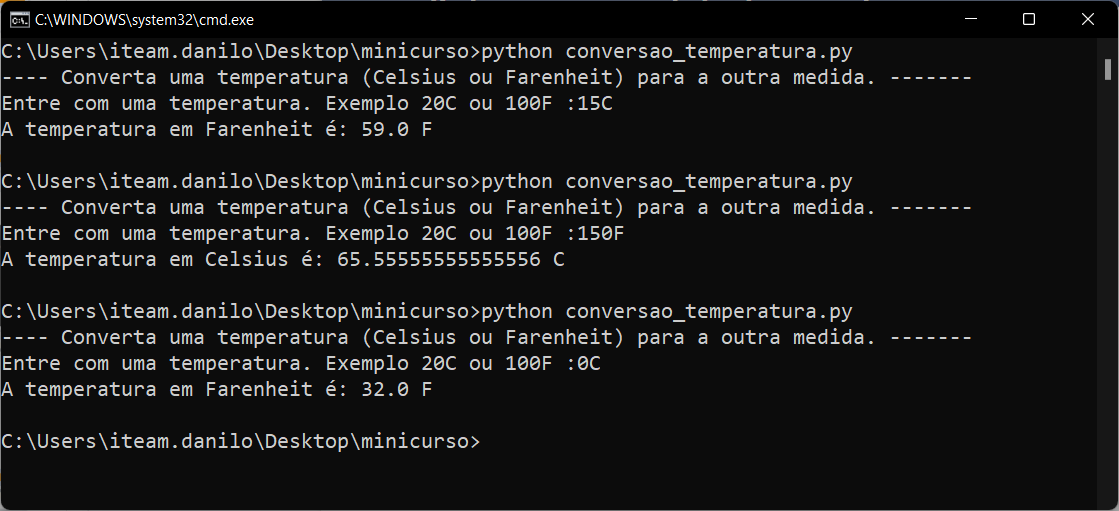 C:\WINDOWS\system32\cmd.exe
C:\Users\iteam.danilo\Desktop\minicurso>python conversao_temperatura.py
---- Converta uma temperatura (Celsius ou Farenheit) para a outra medida. -------
Entre com uma temperatura. Exemplo 20C ou 100F :15C
A temperatura em Farenheit é: 59.0 F
C:\Users\iteam.danilo\Desktop\minicurso>python conversao_temperatura.py
---- Converta uma temperatura (Celsius ou Farenheit) para a outra medida. -------
Entre com uma temperatura. Exemplo 20C ou 100F :150F
A temperatura em Celsius é: 65.55555555555556 C
C:\Users\iteam.danilo\Desktop\minicurso>python conversao_temperatura.py
---- Converta uma temperatura (Celsius ou Farenheit) para a outra medida. -------
Entre com uma temperatura. Exemplo 20C ou 100F :0C
A temperatura em Farenheit é: 32.0 F
C:\Users\iteam.danilo\Desktop\minicurso>